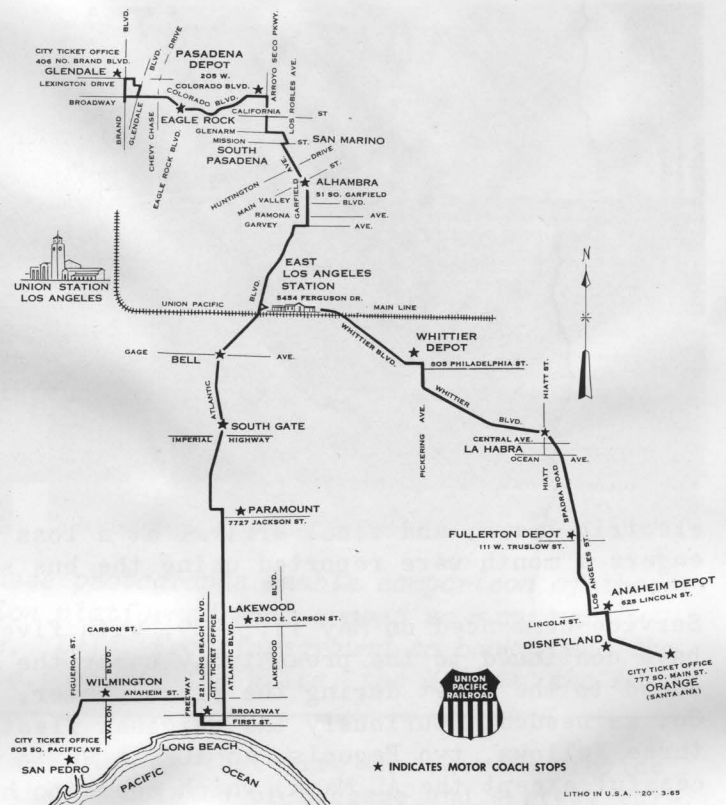 CITY TICKET OFFICE
406 NO. BRAND BLVD.
GLENDALE
LEXINGTON DRIVE
BROADWAY
BLVD.
BLVD.
DRIVE
BRAND
GLENDALE
CHEVY CHASE
EAGLE ROCK BLVD.
PASADENA
DEPOT
205 W.
COLORADO BLVD.
COLORADO BLVD.
EAGLE ROCK
ARROYO SECO PKWY.
LOS ROBLES AVE.
CALIFORNIA ST
GLENARM
MISSION ST.
SAN MARINO
SOUTH
PASADENA
AVE
HUNTINGTON DRIVE
MAIN ST.
ALHAMBRA
51 SO. GARFIELD
VALLEY BLVD.
GARFIELD
RAMONA AVE.
GARVEY AVE.
UNION STATION
LOS ANGELES
EAST
LOS ANGELES
STATION
5454 FERGUSON DR.
BLVD.
UNION PACIFIC MAIN LINE
N
GAGE AVE.
BELL
WHITTIER BLVD.
WHITTIER
DEPOT
805 PHILADELPHIA ST.
ATLANTIC
WHITTIER BLVD.
HIATT ST.
SOUTH GATE
IMPERIAL HIGHWAY
PICKERING AVE.
CENTRAL AVE.
LA HABRA
OCEAN AVE.
HIATT
SPADRA ROAD
PARAMOUNT
7727 JACKSON ST.
FULLERTON DEPOT
111 W. TRUSLOW ST.
LOS ANGELES ST.
ANAHEIM DEPOT
625 LINCOLN ST.
LINCOLN ST.
DISNEYLAND
CITY TICKET OFFICE
777 SO. MAIN ST.
ORANGE
(SANTA ANA)
LAKEWOOD
2300 E. CARSON ST.
CARSON ST.
BLVD.
LAKEWOOD
ATLANTIC BLVD.
221 LONG BEACH BLVD.
CITY TICKET OFFICE
FIGUEROA ST.
WILMINGTON
ANAHEIM ST.
AVALON BLVD.
FREEWAY
BROADWAY
FIRST ST.
CITY TICKET OFFICE
805 SO. PACIFIC AVE.
SAN PEDRO
LONG BEACH
PACIFIC OCEAN
UNION
PACIFIC
RAILROAD
★ INDICATES MOTOR COACH STOPS
LITHO IN U.S.A. "20" 3-65